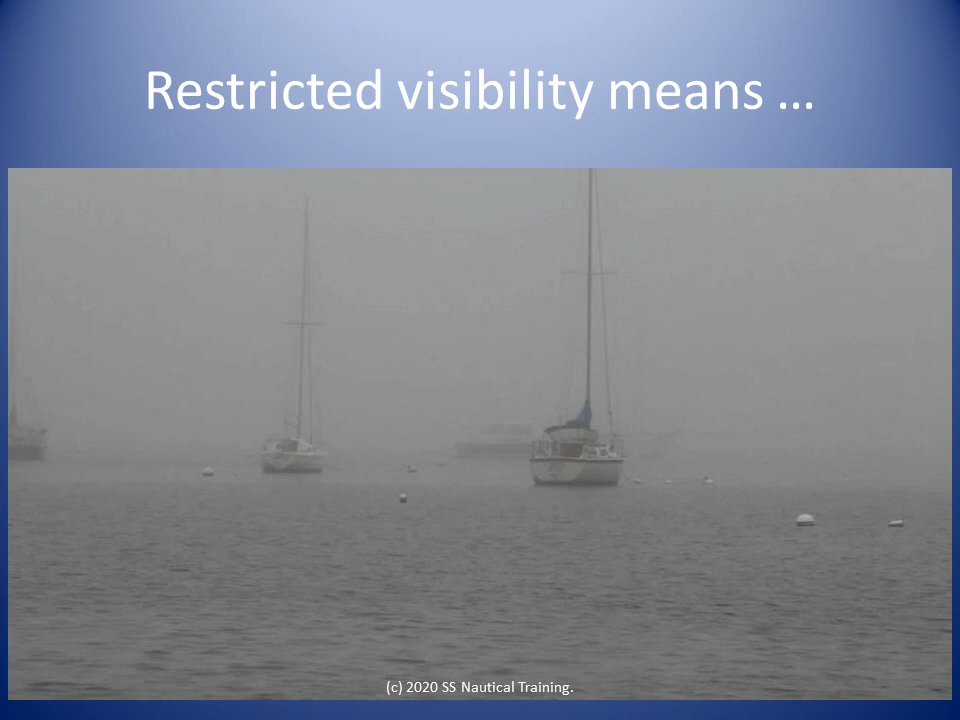 Restricted visibility means …
(c) 2020 SS Nautical Training.